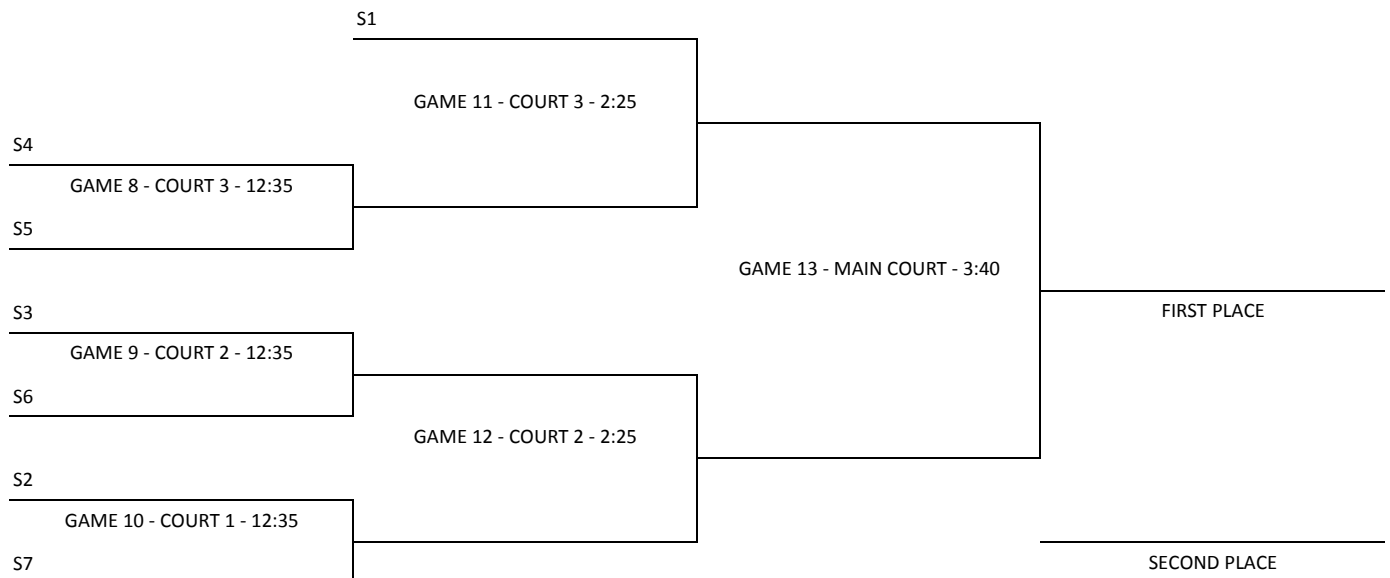 S1
GAME 11 - COURT 3 - 2:25
S4
GAME 8 - COURT 3 - 12:35
S5
GAME 13 - MAIN COURT - 3:40
S3
FIRST PLACE
GAME 9 - COURT 2 - 12:35
S6
GAME 12 - COURT 2 - 2:25
S2
GAME 10 - COURT 1 - 12:35
S7
SECOND PLACE